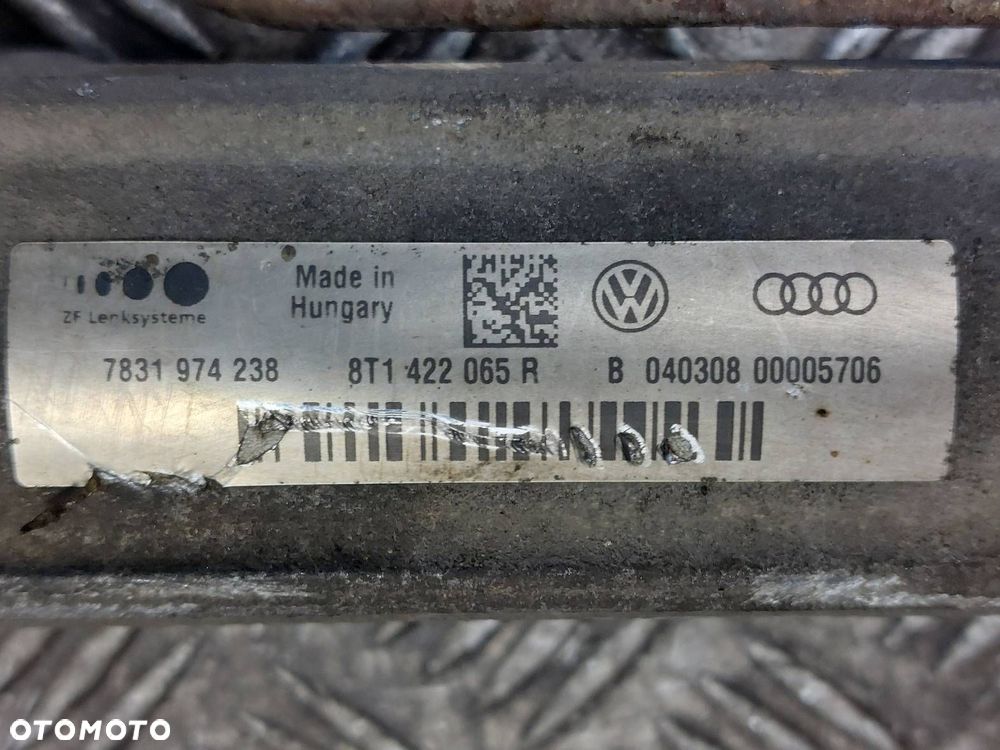 Made in
Hungary
ZF Lenksysteme
7831 974 238 8T1 422 065 R B 040308 00005706
OTOMOTO